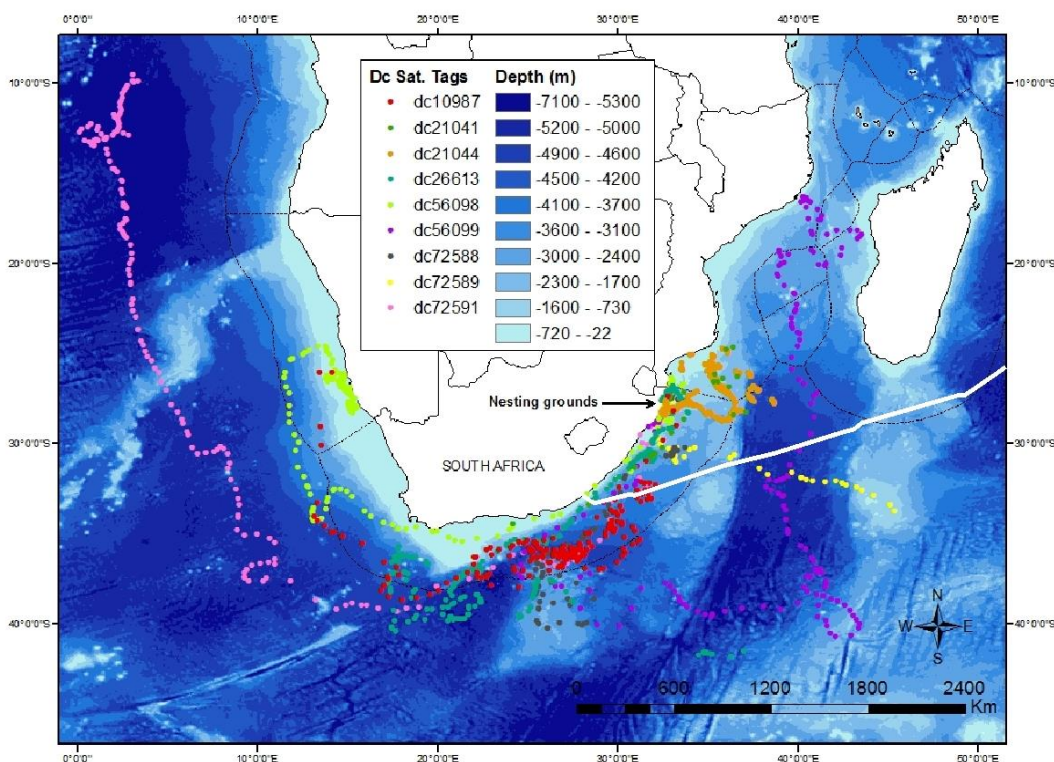 0°0'0"S 10°0'0"E 20°0'0"E 30°0'0"E 40°0'0"E 50°0'0"E
Dc Sat. Tags Depth (m)
10°0'0"S 10°0'0"S
dc10987 -7100 - -5300
dc21041 -5200 - -5000
dc21044 -4900 - -4600
dc26613 -4500 - -4200
dc56098 -4100 - -3700
dc56099 -3600 - -3100
dc72588 -3000 - -2400
20°0'0"S 20°0'0"S
dc72589 -2300 - -1700
dc72591 -1600 - -730
-720 - -22
Nesting grounds
30°0'0"S 30°0'0"S
SOUTH AFRICA
N
40°0'0"S W E 40°0'0"S
S
0 600 1200 1800 2400
Km
0°0'0"S 10°0'0"E 20°0'0"E 30°0'0"E 40°0'0"E 50°0'0"E